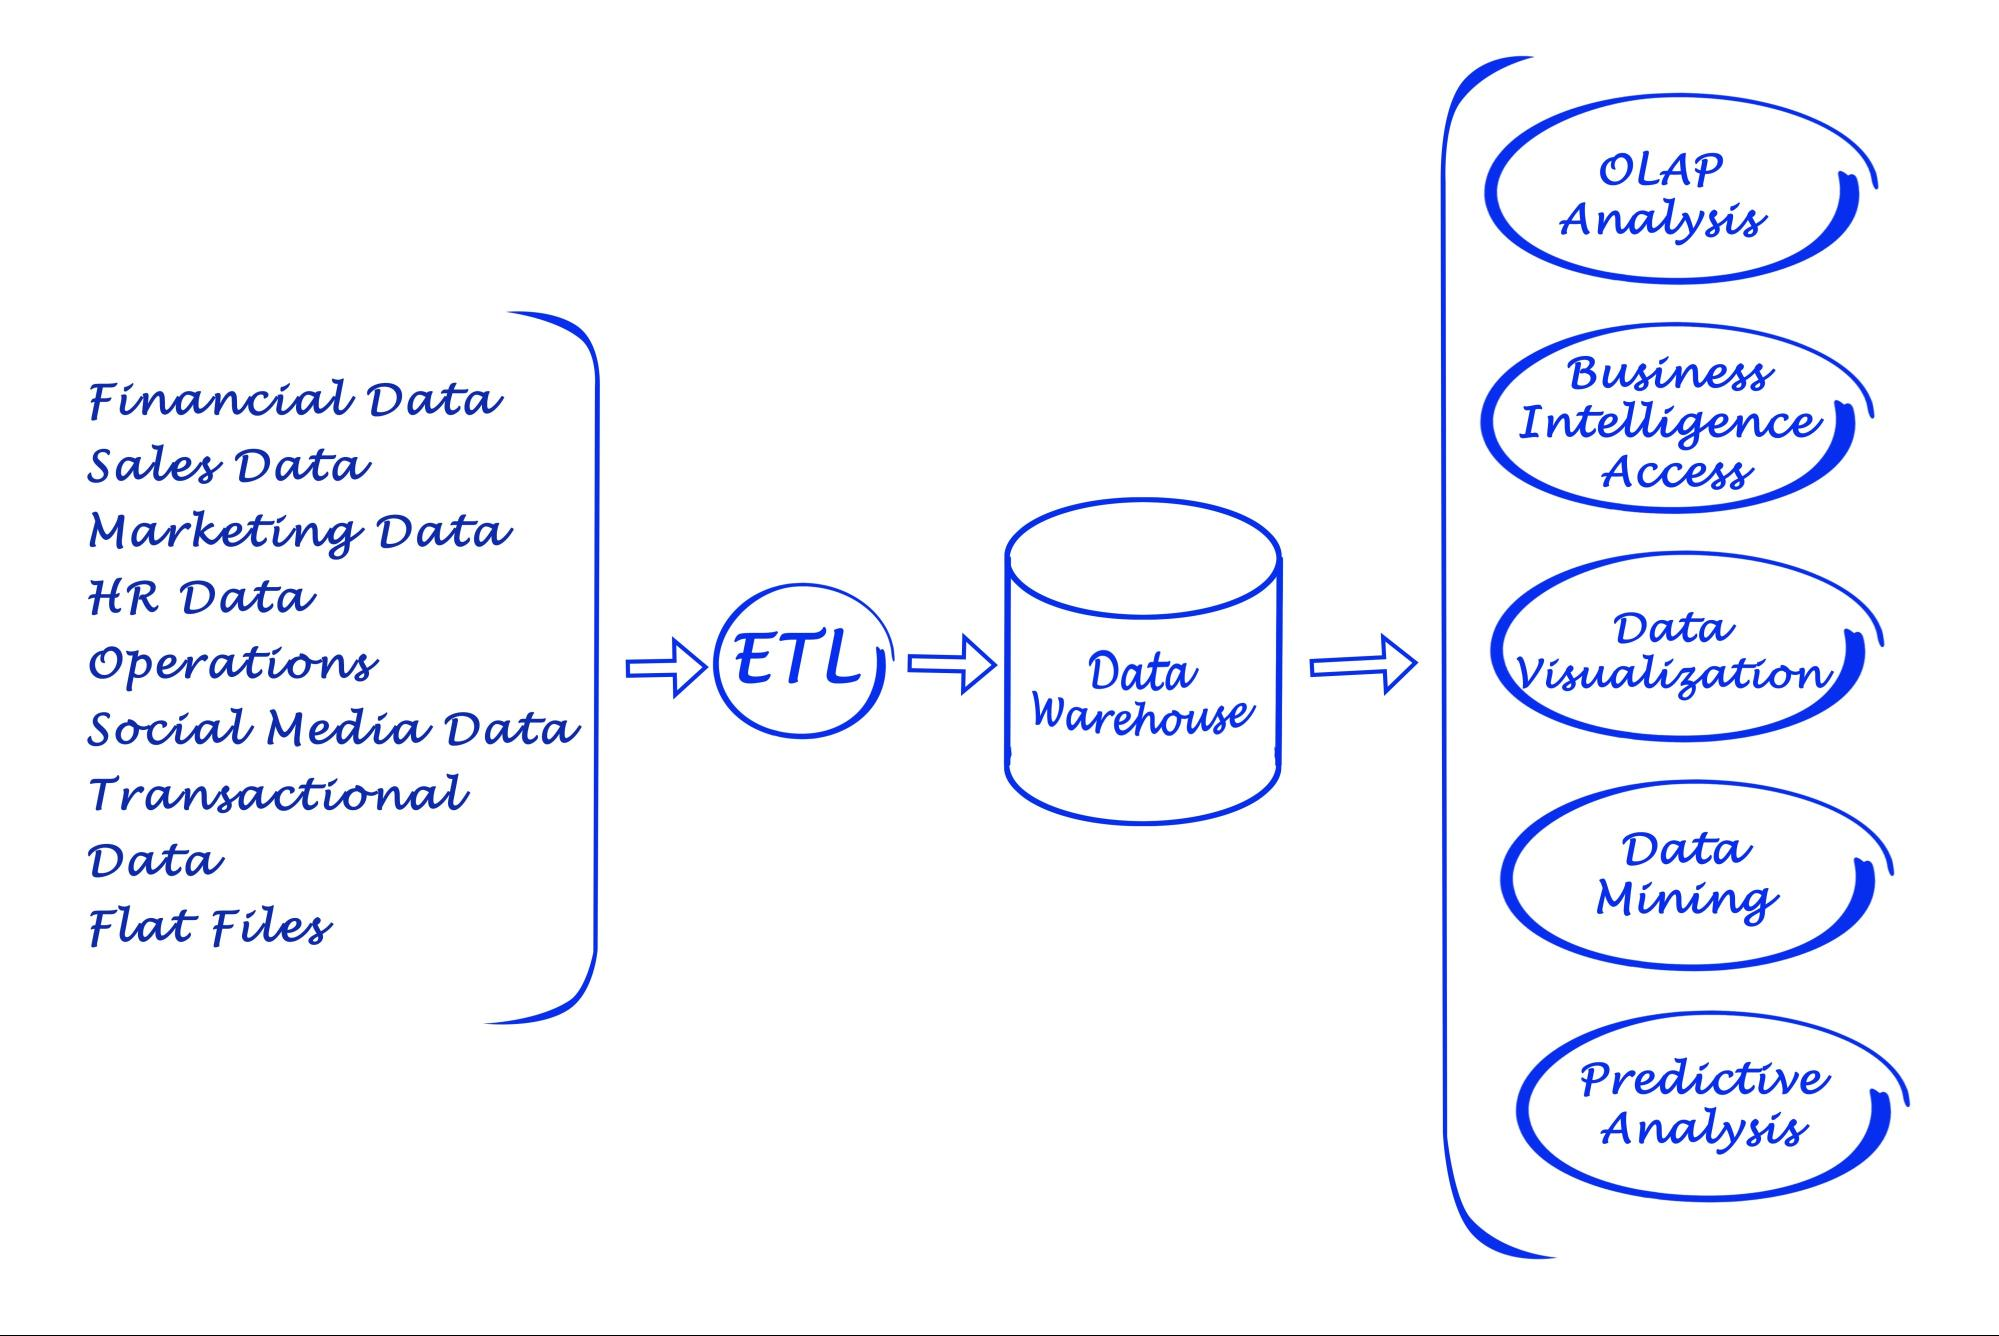 Financial Data
Sales Data
Marketing Data
HR Data
Operations
Social Media Data
Transactional
Data
Flat Files
ETL
Data
Warehouse
OLAP
Analysis
Business
Intelligence
Access
Data
Visualization
Data
Mining
Predictive
Analysis